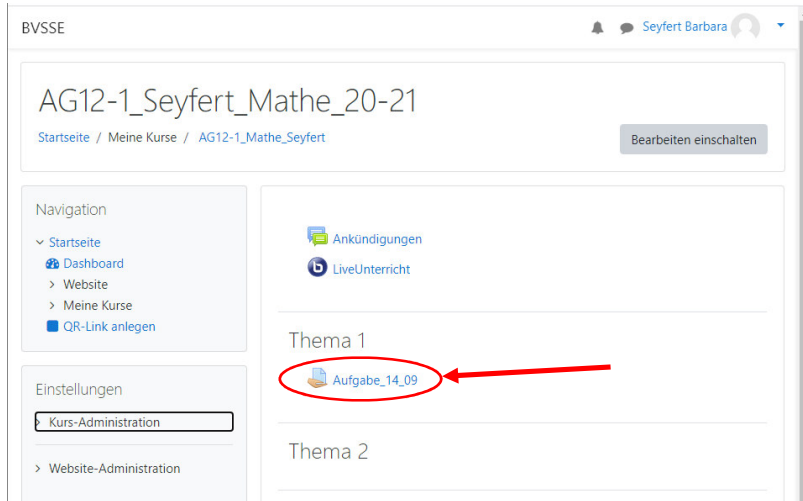 BVSSE
Seyfert Barbara
AG12-1_Seyfert_Mathe_20-21
Startseite / Meine Kurse / AG12-1_Mathe_Seyfert
Bearbeiten einschalten
Navigation
Startseite
Dashboard
Website
Meine Kurse
QR-Link anlegen
Einstellungen
Kurs-Administration
Website-Administration
Ankündigungen
LiveUnterricht
Thema 1
Aufgabe_14_09
Thema 2